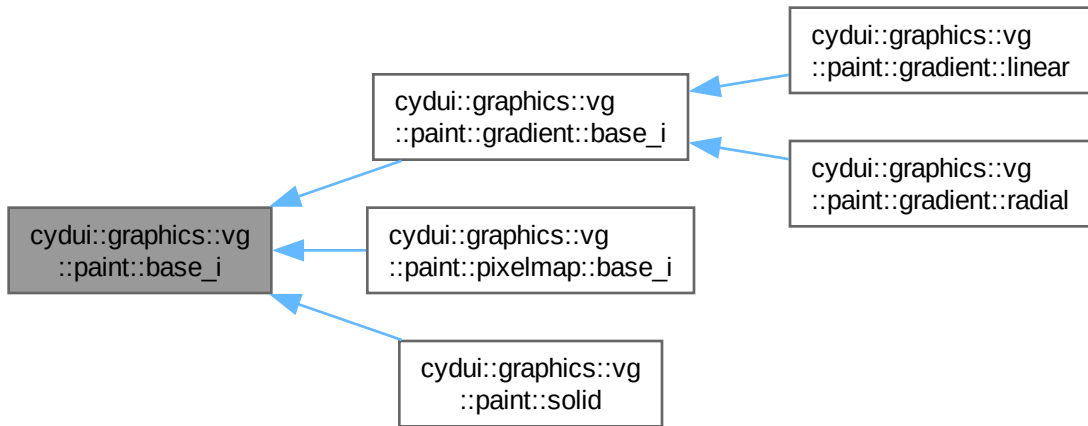 cydui::graphics::vg
::paint::base_i
cydui::graphics::vg
::paint::gradient::base_i
cydui::graphics::vg
::paint::gradient::linear
cydui::graphics::vg
::paint::gradient::radial
cydui::graphics::vg
::paint::pixelmap::base_i
cydui::graphics::vg
::paint::solid